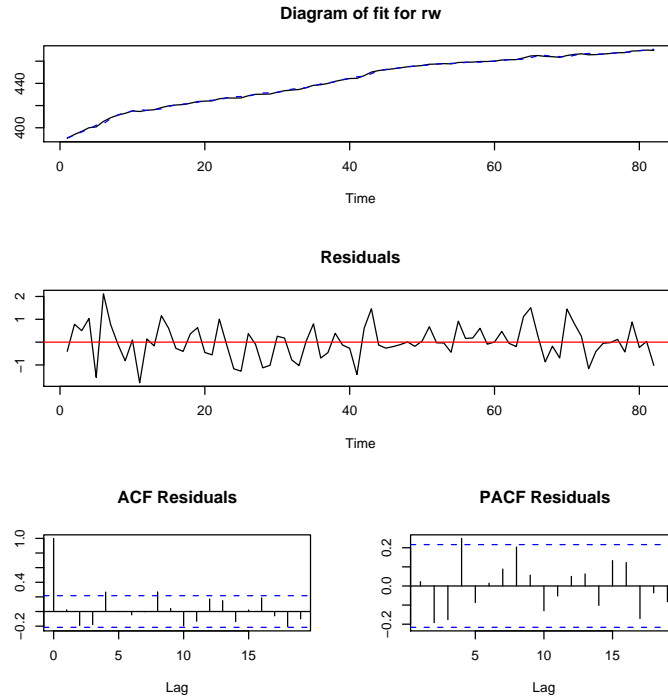 Diagram of fit for rw
440
400
0 20 40 60 80
Time
Residuals
2
1
-1
0 20 40 60 80
Time
ACF Residuals
1.0
0.4
-0.2
0 5 10 15
Lag
PACF Residuals
0.2
0.0
-0.2
5 10 15
Lag